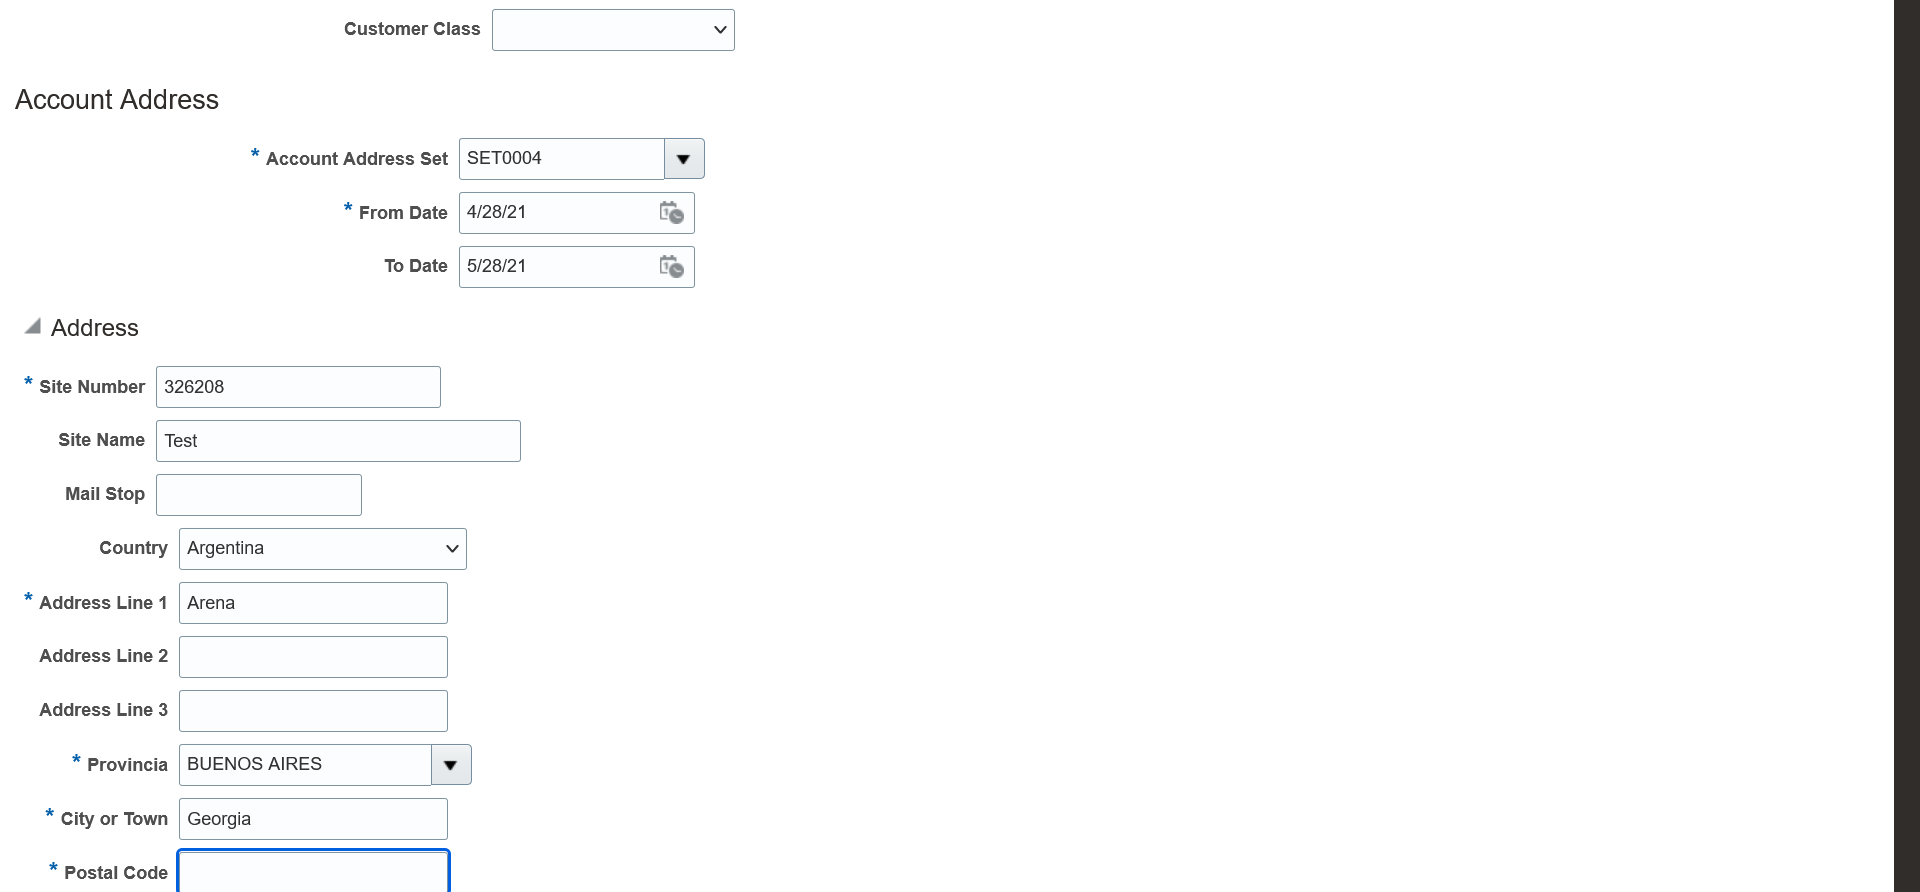 Customer Class
Account Address
* Account Address Set SET0004
* From Date 4/28/21
To Date 5/28/21
Address
* Site Number 326208
Site Name Test
Mail Stop
Country Argentina
* Address Line 1 Arena
Address Line 2
Address Line 3
* Provincia BUENOS AIRES
* City or Town Georgia
* Postal Code